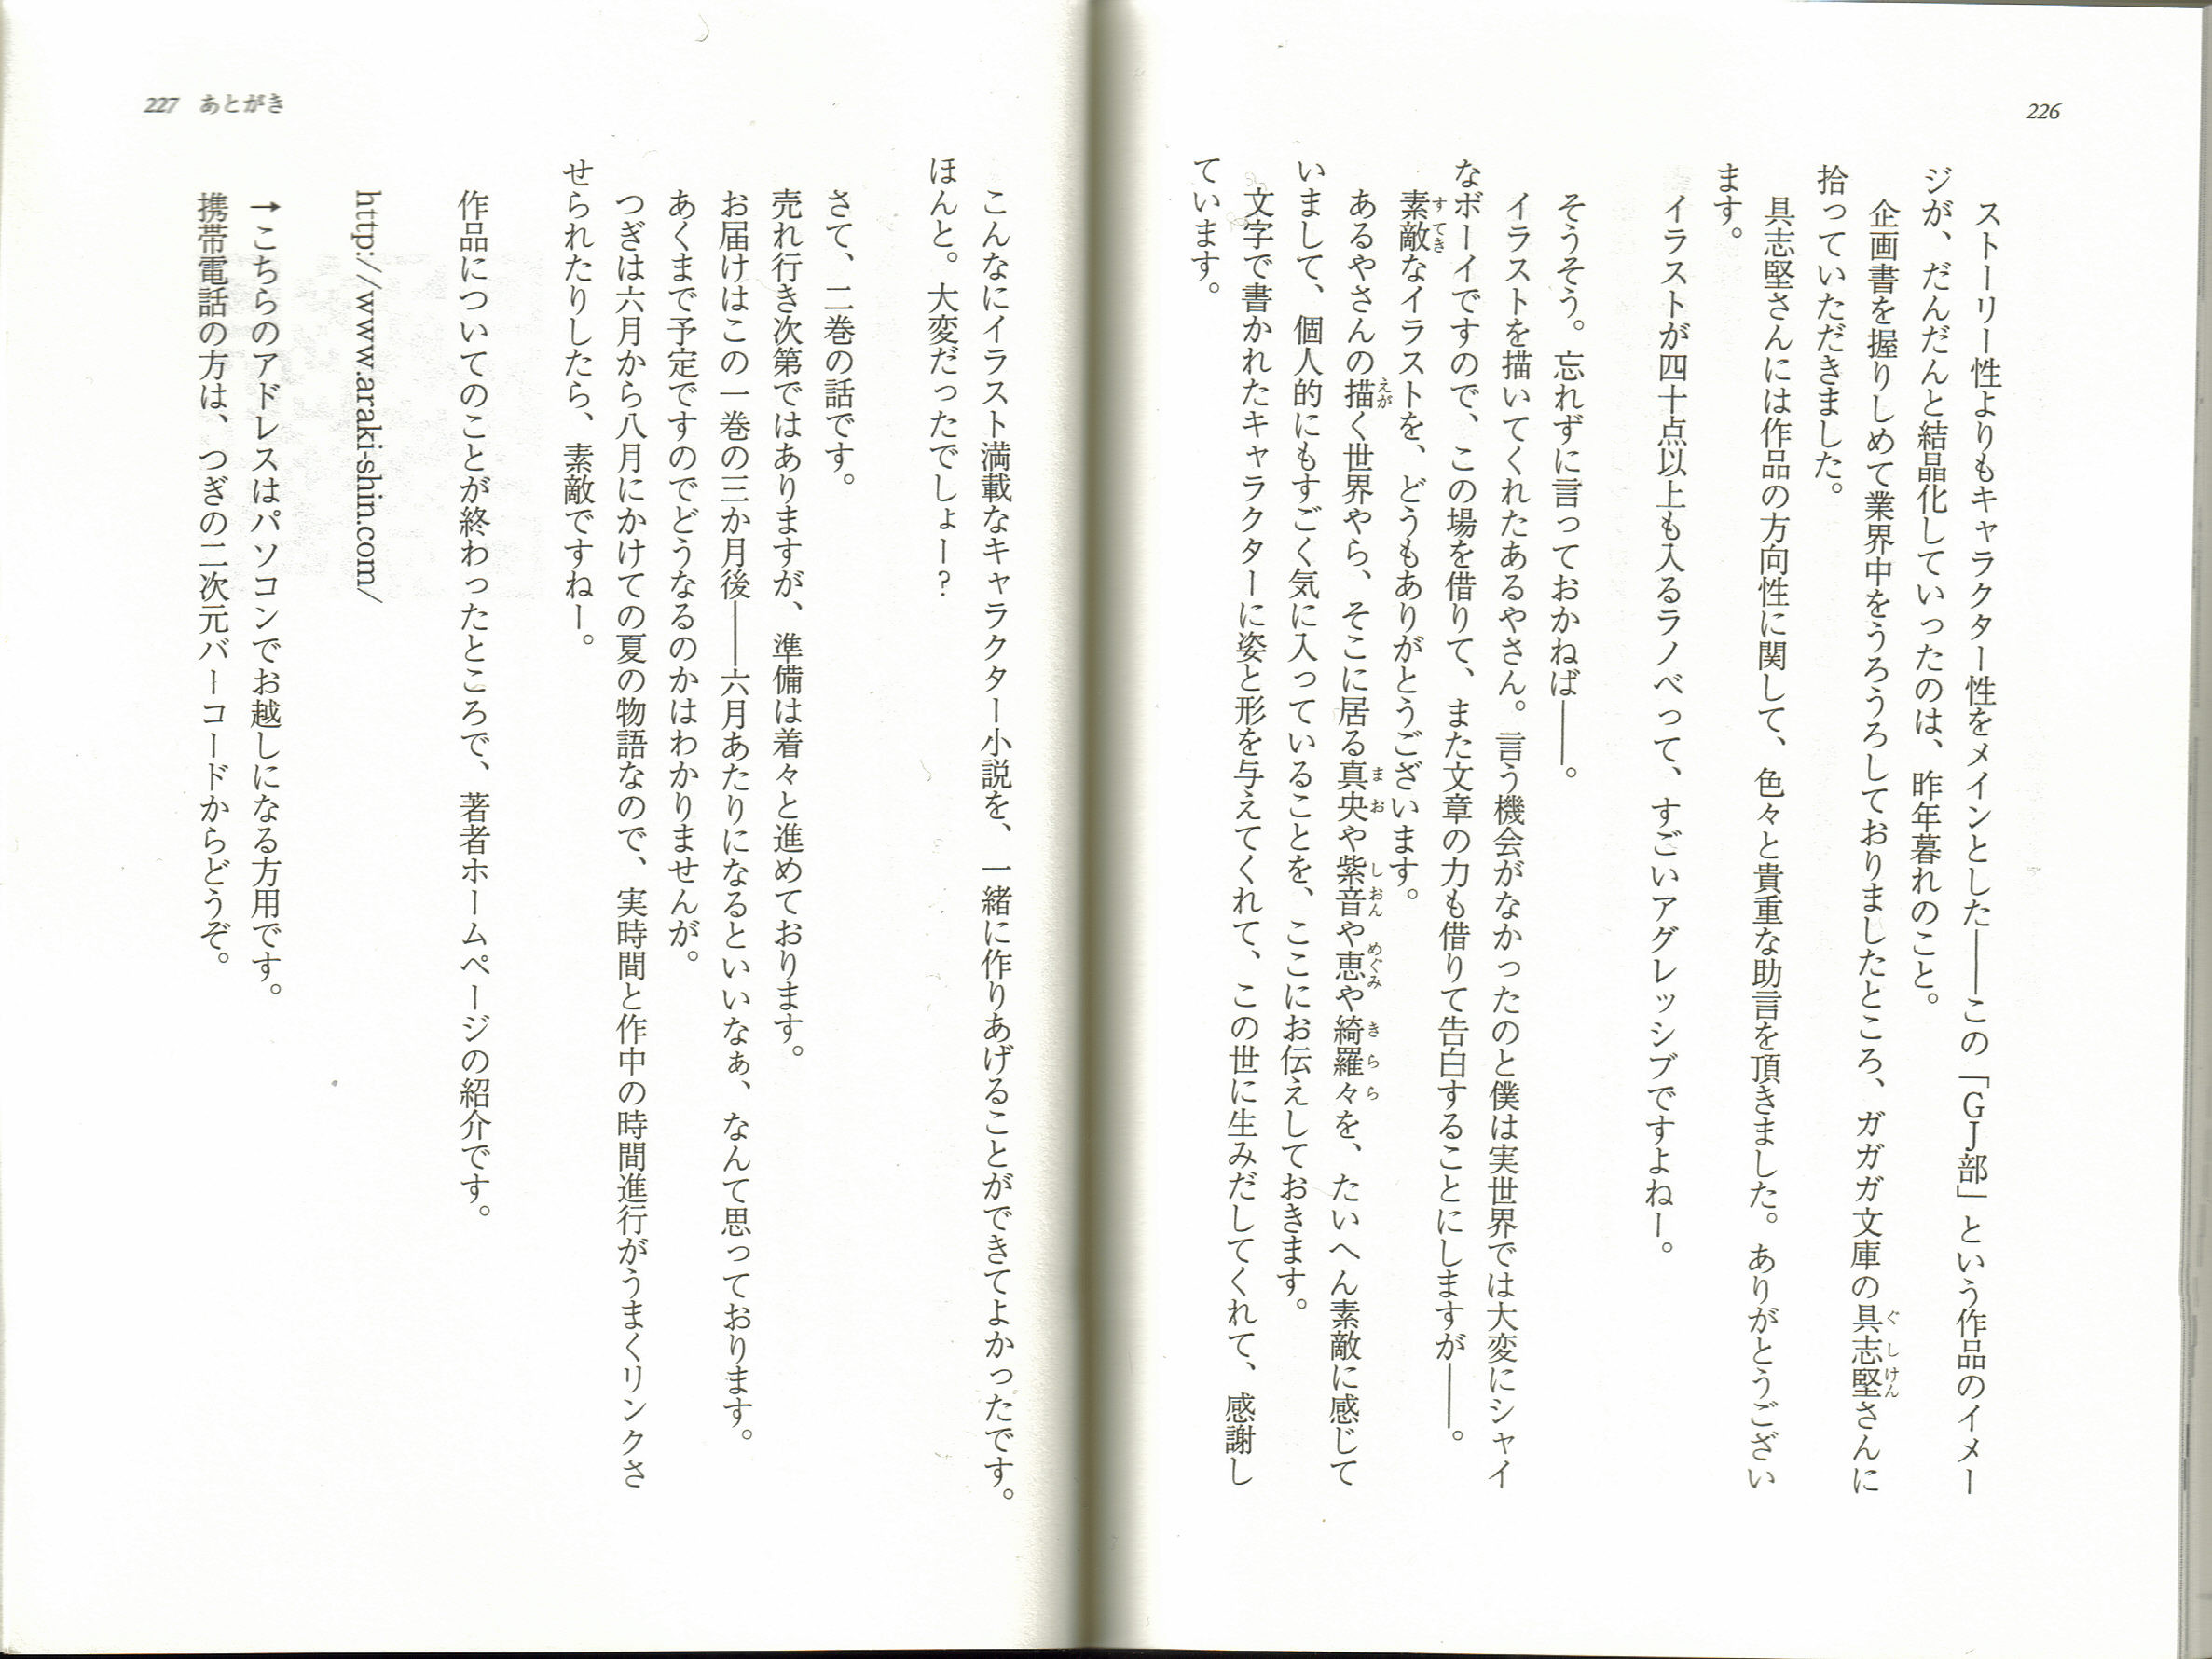 226
ストーリー性よりもキャラクター性をメインとした――この「GJ部」という作品のイメー
ジが、だんだんと結晶化していったのは、昨年暮れのこと。
企画書を握りしめて業界中をうろうろしておりましたところ、ガガガ文庫の具志堅さんに
拾っていただきました。
具志堅さんには作品の方向性に関して、色々と貴重な助言を頂きました。ありがとうござい
ます。
イラストが四十点以上も入るラノベって、すごいアグレッシブですよねー。
そうそう。忘れずに言っておかねば――。
イラストを描いてくれたあるやさん。言う機会がなかったのと僕は実世界では大変にシャイ
なボーイですので、この場を借りて、また文章の力も借りて告白することにしますが――。
素敵なイラストを、どうもありがとうございます。
あるやさんの描く世界やら、そこに居る真央や紫音や恵や綺羅々を、たいへん素敵に感じて
いまして、個人的にもすごく気に入っていることを、ここにお伝えしておきます。
文字で書かれたキャラクターに姿と形を与えてくれて、この世に生みだしてくれて、感謝し
ています。
227 あとがき
こんなにイラスト満載なキャラクター小説を、一緒に作りあげることができてよかったです。
ほんと。大変だったでしょー?
さて、二巻の話です。
売れ行き次第ではありますが、準備は着々と進めております。
お届けはこの一巻の三か月後――六月あたりになるといいなぁ、なんて思っております。
あくまで予定ですのでどうなるのかはわかりませんが。
つぎは六月から八月にかけての夏の物語なので、実時間と作中の時間進行がうまくリンクさ
せられたりしたら、素敵ですねー。
作品についてのことが終わったところで、著者ホームページの紹介です。
http://www.araki-shin.com/
→こちらのアドレスはパソコンでお越しになる方用です。
携帯電話の方は、つぎの二次元バーコードからどうぞ。